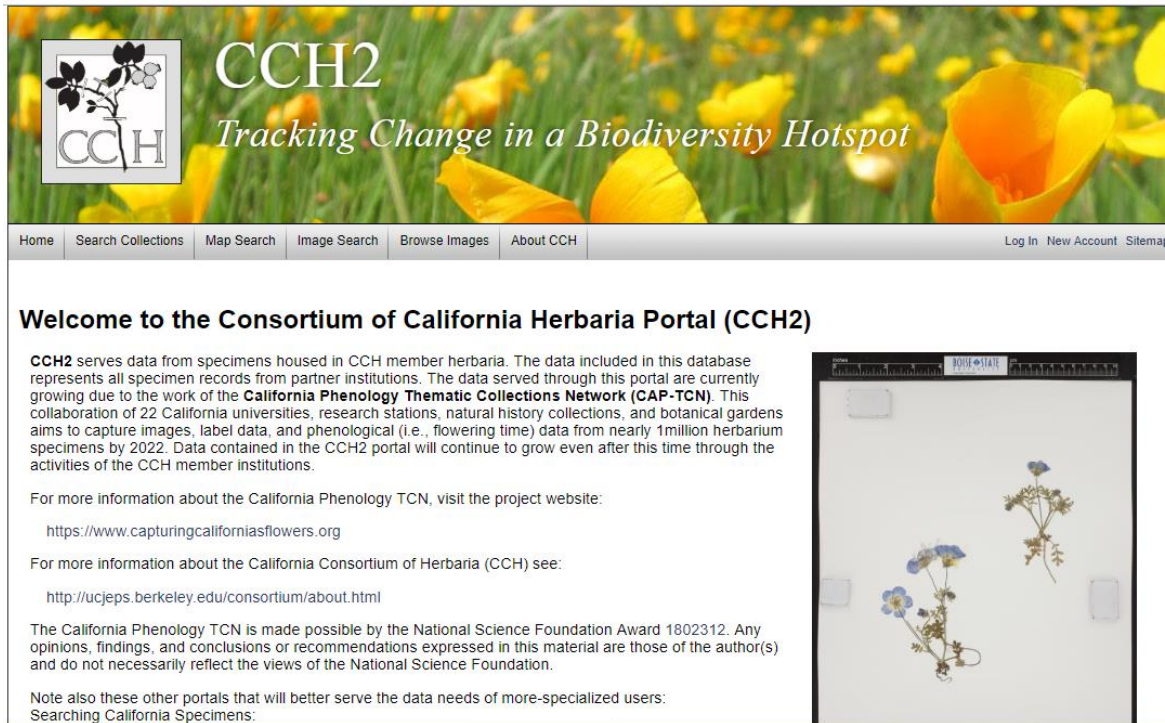 CCH2
CCH
Tracking Change in a Biodiversity Hotspot
Home Search Collections Map Search Image Search Browse Images About CCH Log In New Account Sitemap
Welcome to the Consortium of California Herbaria Portal (CCH2)
CCH2 serves data from specimens housed in CCH member herbaria. The data included in this database
represents all specimen records from partner institutions. The data served through this portal are currently
growing due to the work of the California Phenology Thematic Collections Network (CAP-TCN). This
collaboration of 22 California universities, research stations, natural history collections, and botanical gardens
aims to capture images, label data, and phenological (i.e., flowering time) data from nearly 1million herbarium
specimens by 2022. Data contained in the CCH2 portal will continue to grow even after this time through the
activities of the CCH member institutions.
For more information about the California Phenology TCN, visit the project website:
https://www.capturingcaliforniasflowers.org
For more information about the California Consortium of Herbaria (CCH) see:
http://ucjeps.berkeley.edu/consortium/about.html
The California Phenology TCN is made possible by the National Science Foundation Award 1802312. Any
opinions, findings, and conclusions or recommendations expressed in this material are those of the author(s)
and do not necessarily reflect the views of the National Science Foundation.
Note also these other portals that will better serve the data needs of more-specialized users:
Searching California Specimens:
inches BOISE STATE cm